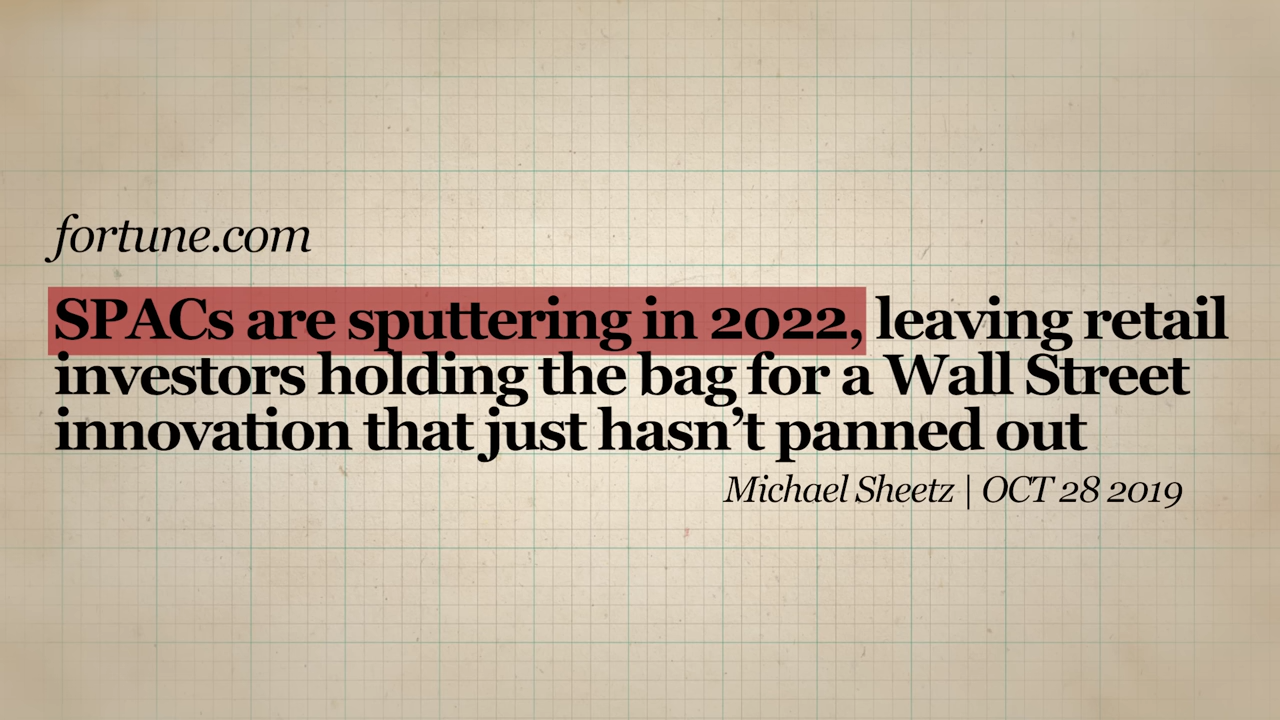 fortune.com
SPACs are sputtering in 2022, leaving retail
investors holding the bag for a Wall Street
innovation that just hasn’t panned out
Michael Sheetz | OCT 28 2019